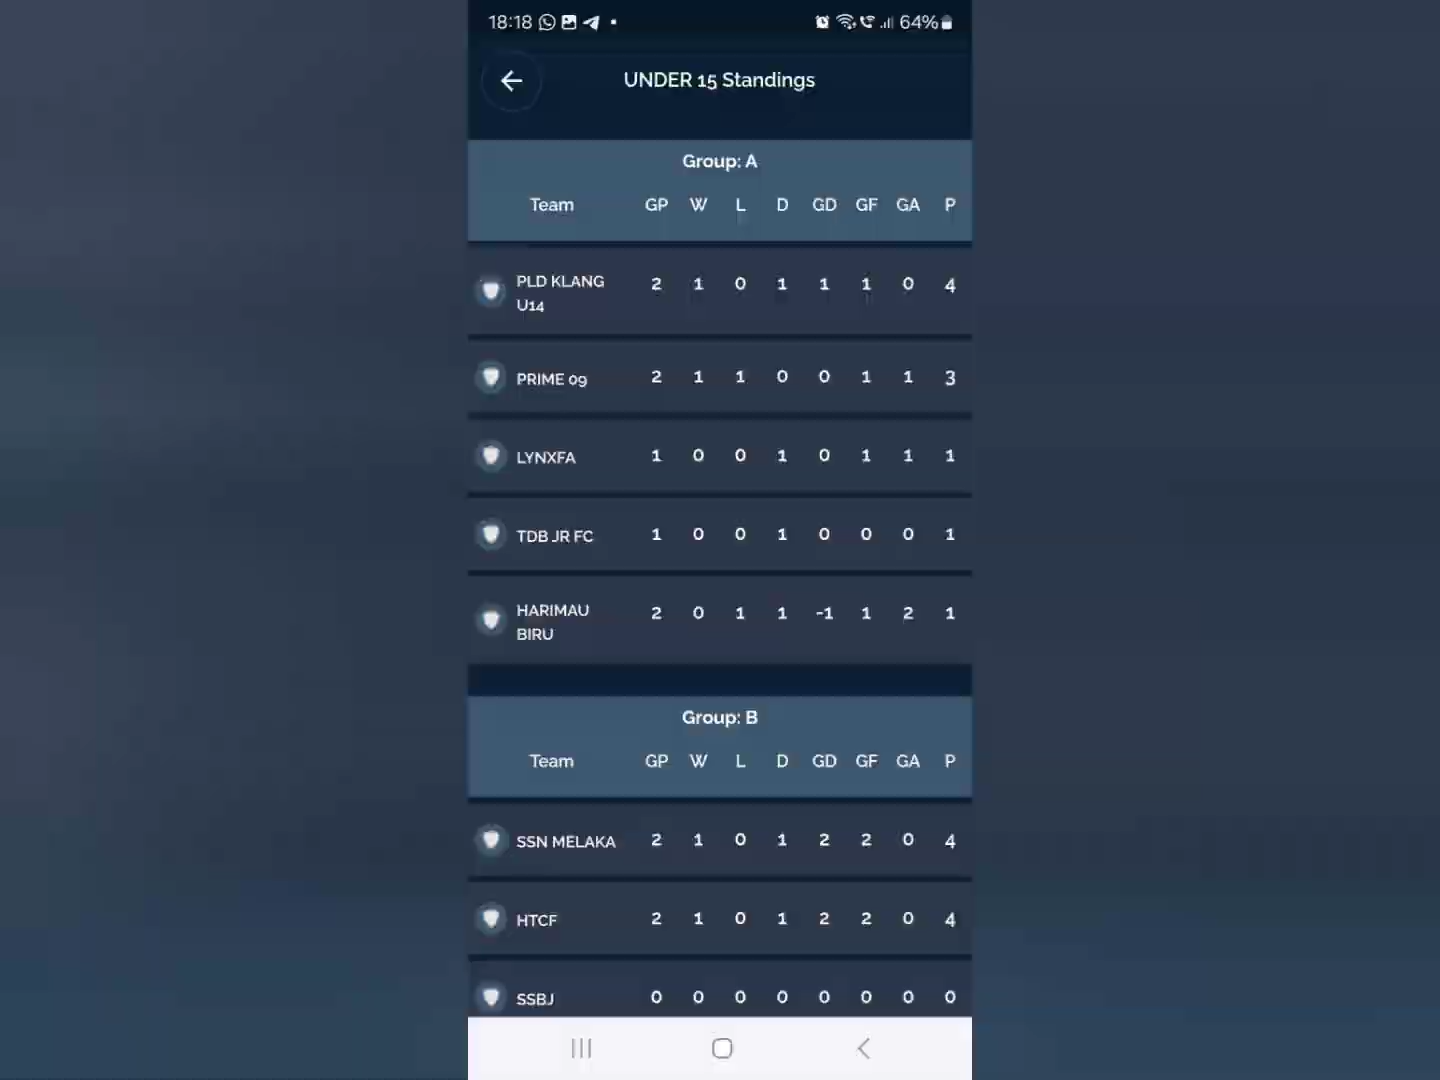 18:18 64%
UNDER 15 Standings
Group: A
Team GP W L D GD GF GA P
PLD KLANG U14 2 1 0 1 1 1 0 4
PRIME 09 2 1 1 0 0 1 1 3
LYNXFA 1 0 0 1 0 1 1 1
TDB JR FC 1 0 0 1 0 0 0 1
HARIMAU BIRU 2 0 1 1 -1 1 2 1
Group: B
Team GP W L D GD GF GA P
SSN MELAKA 2 1 0 1 2 2 0 4
HTCF 2 1 0 1 2 2 0 4
SSBJ 0 0 0 0 0 0 0 0